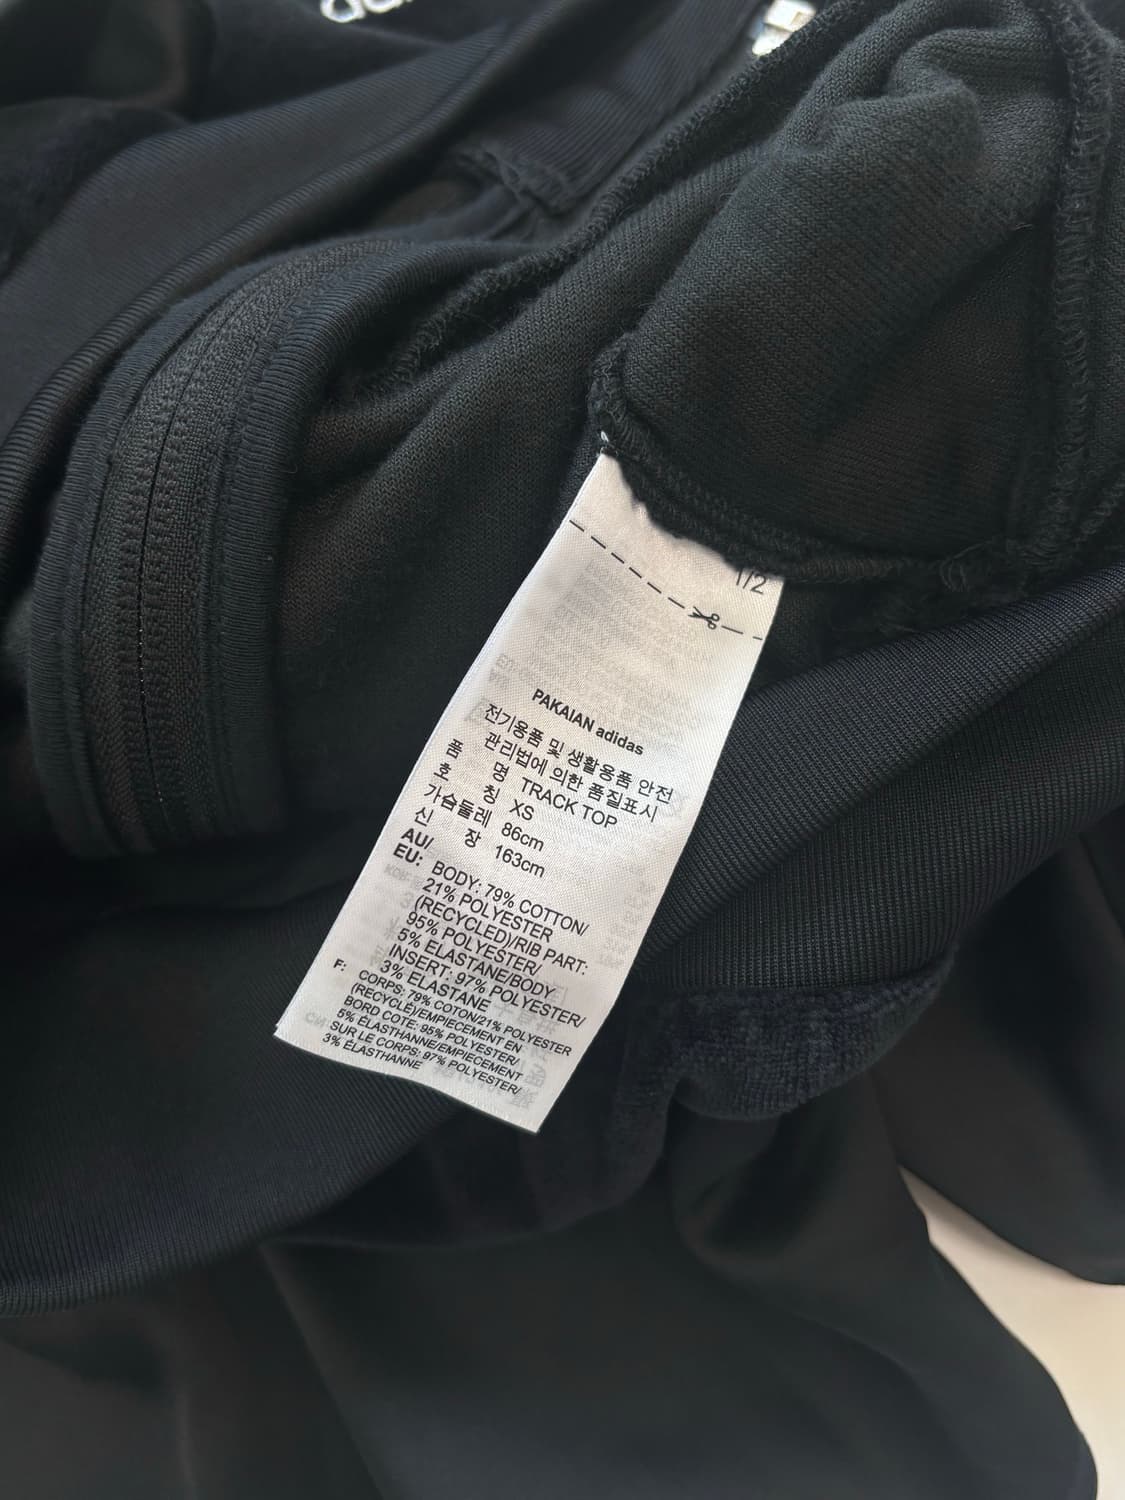 1/2
PAKAIAN adidas
전기용품 및 생활용품 안전
관리법에 의한 품질표시
품 명 TRACK TOP
호 칭 XS
가슴둘레 86cm
신 장 163cm
AU/
EU: BODY: 79% COTTON/
21% POLYESTER
(RECYCLED)/RIB PART:
95% POLYESTER/
5% ELASTANE/BODY
INSERT: 97% POLYESTER/
3% ELASTANE
F: CORPS: 79% COTON/21% POLYESTER
(RECYCLÉ)/EMPIECEMENT EN
BORD COTE: 95% POLYESTER/
5% ÉLASTHANNE/EMPIECEMENT
SUR LE CORPS: 97% POLYESTER/
3% ÉLASTHANNE